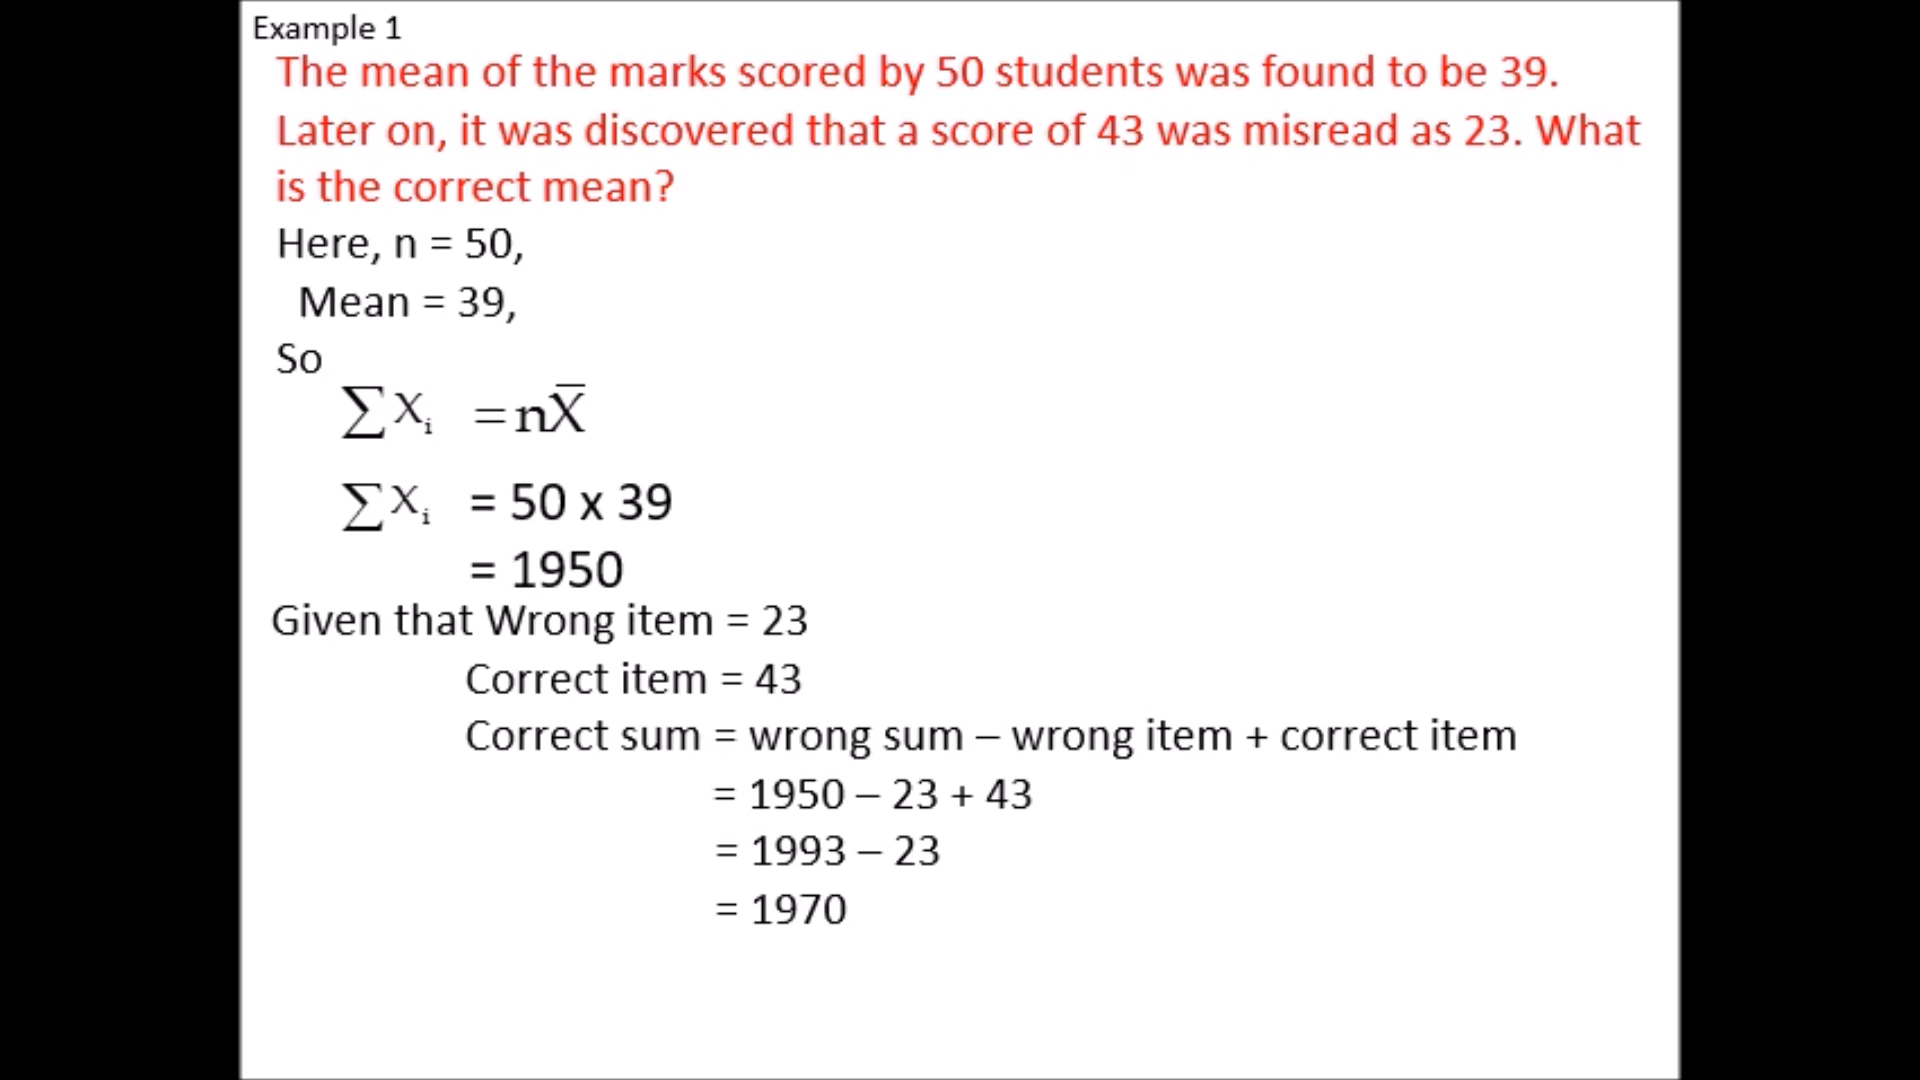 Example 1
The mean of the marks scored by 50 students was found to be 39.
Later on, it was discovered that a score of 43 was misread as 23. What
is the correct mean?
Here, n = 50,
Mean = 39,
So
∑Xᵢ = nX̅
∑Xᵢ = 50 x 39
= 1950
Given that Wrong item = 23
Correct item = 43
Correct sum = wrong sum – wrong item + correct item
= 1950 – 23 + 43
= 1993 – 23
= 1970